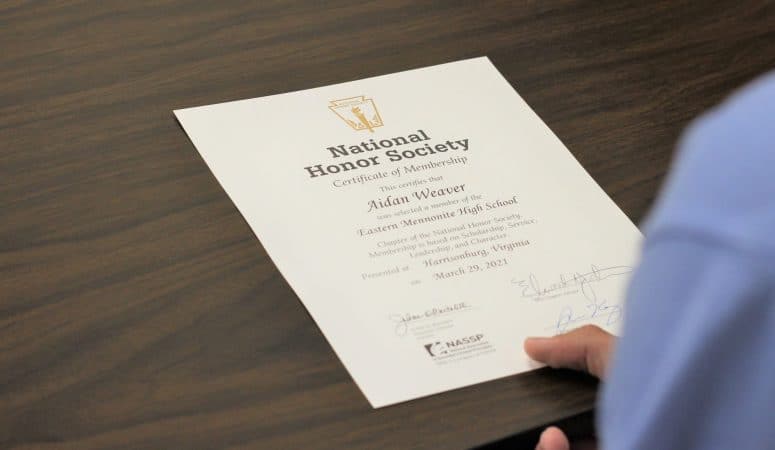 National
Honor Society
Certificate of Membership
This certifies that
Aidan Weaver
was selected a member of the
Eastern Mennonite High School
Chapter of the National Honor Society.
Membership is based on Scholarship, Service,
Leadership, and Character.
Presented at Harrisonburg, Virginia
on March 29, 2021
NASSP